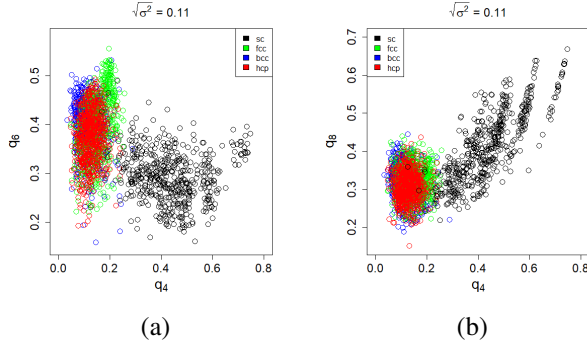 √σ² = 0.11
sc
fcc
bcc
hcp
q₆
0.2 0.3 0.4 0.5
0.0 0.2 0.4 0.6 0.8
q₄
(a)
√σ² = 0.11
sc
fcc
bcc
hcp
q₈
0.2 0.3 0.4 0.5 0.6 0.7
0.0 0.2 0.4 0.6 0.8
q₄
(b)